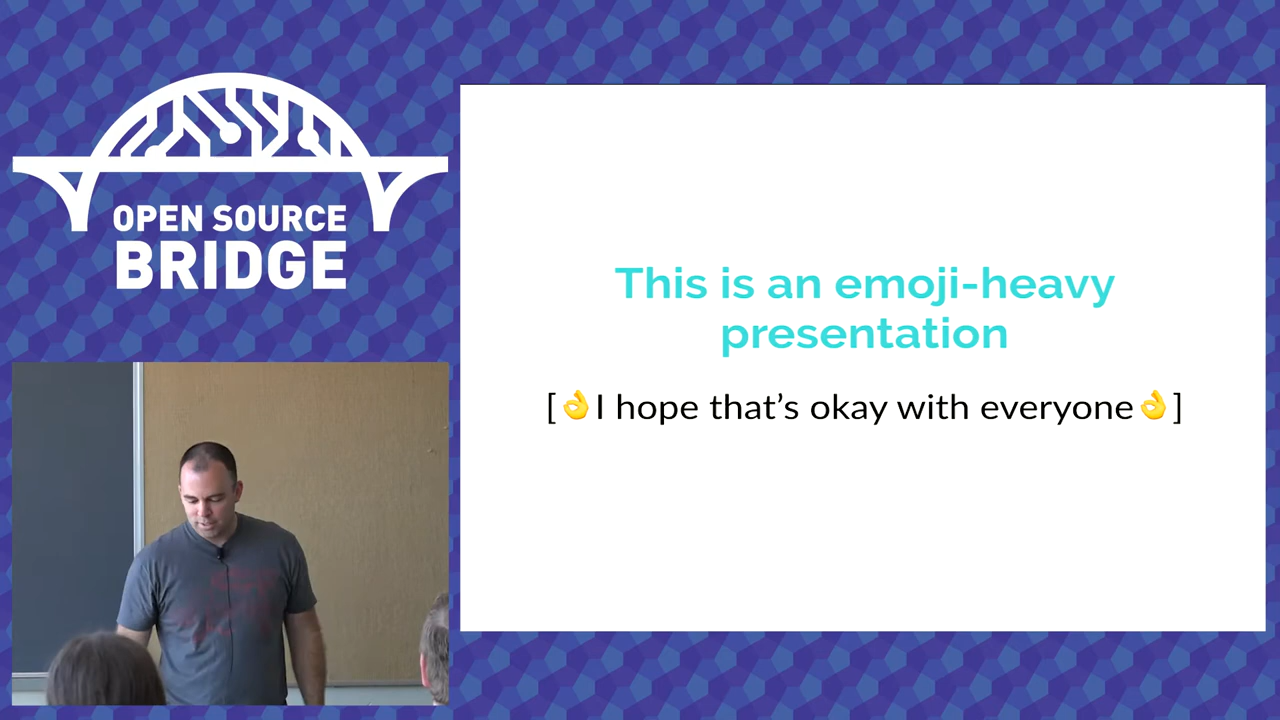 OPEN SOURCE
BRIDGE
This is an emoji-heavy
presentation
[👌I hope that's okay with everyone👌]